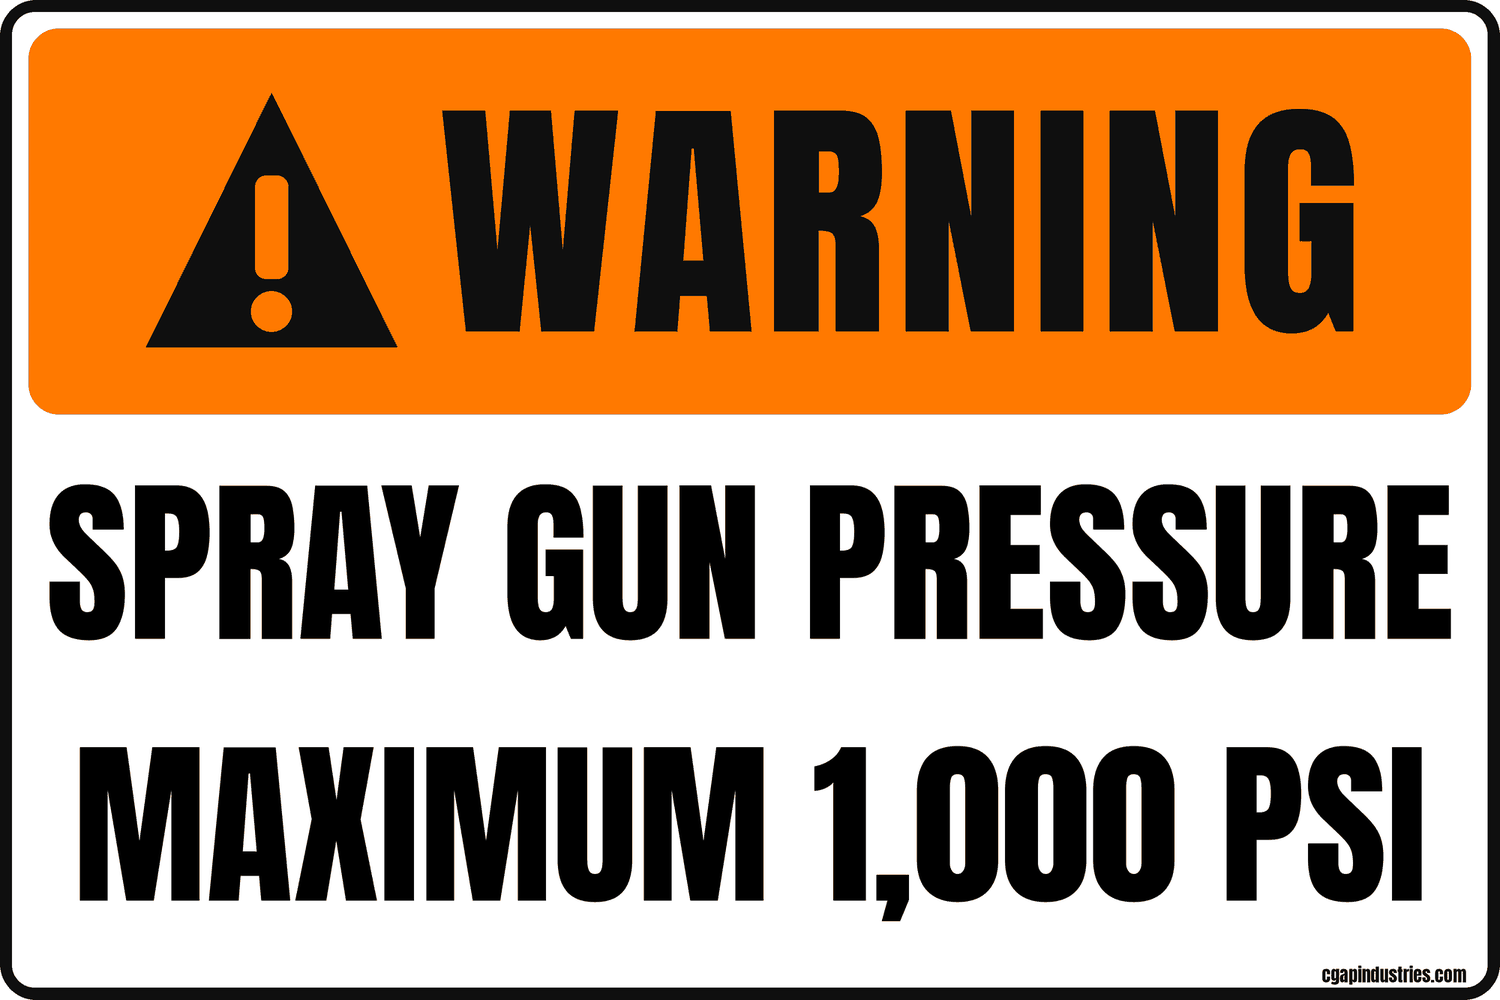 WARNING
SPRAY GUN PRESSURE
MAXIMUM 1,000 PSI
cgapindustries.com